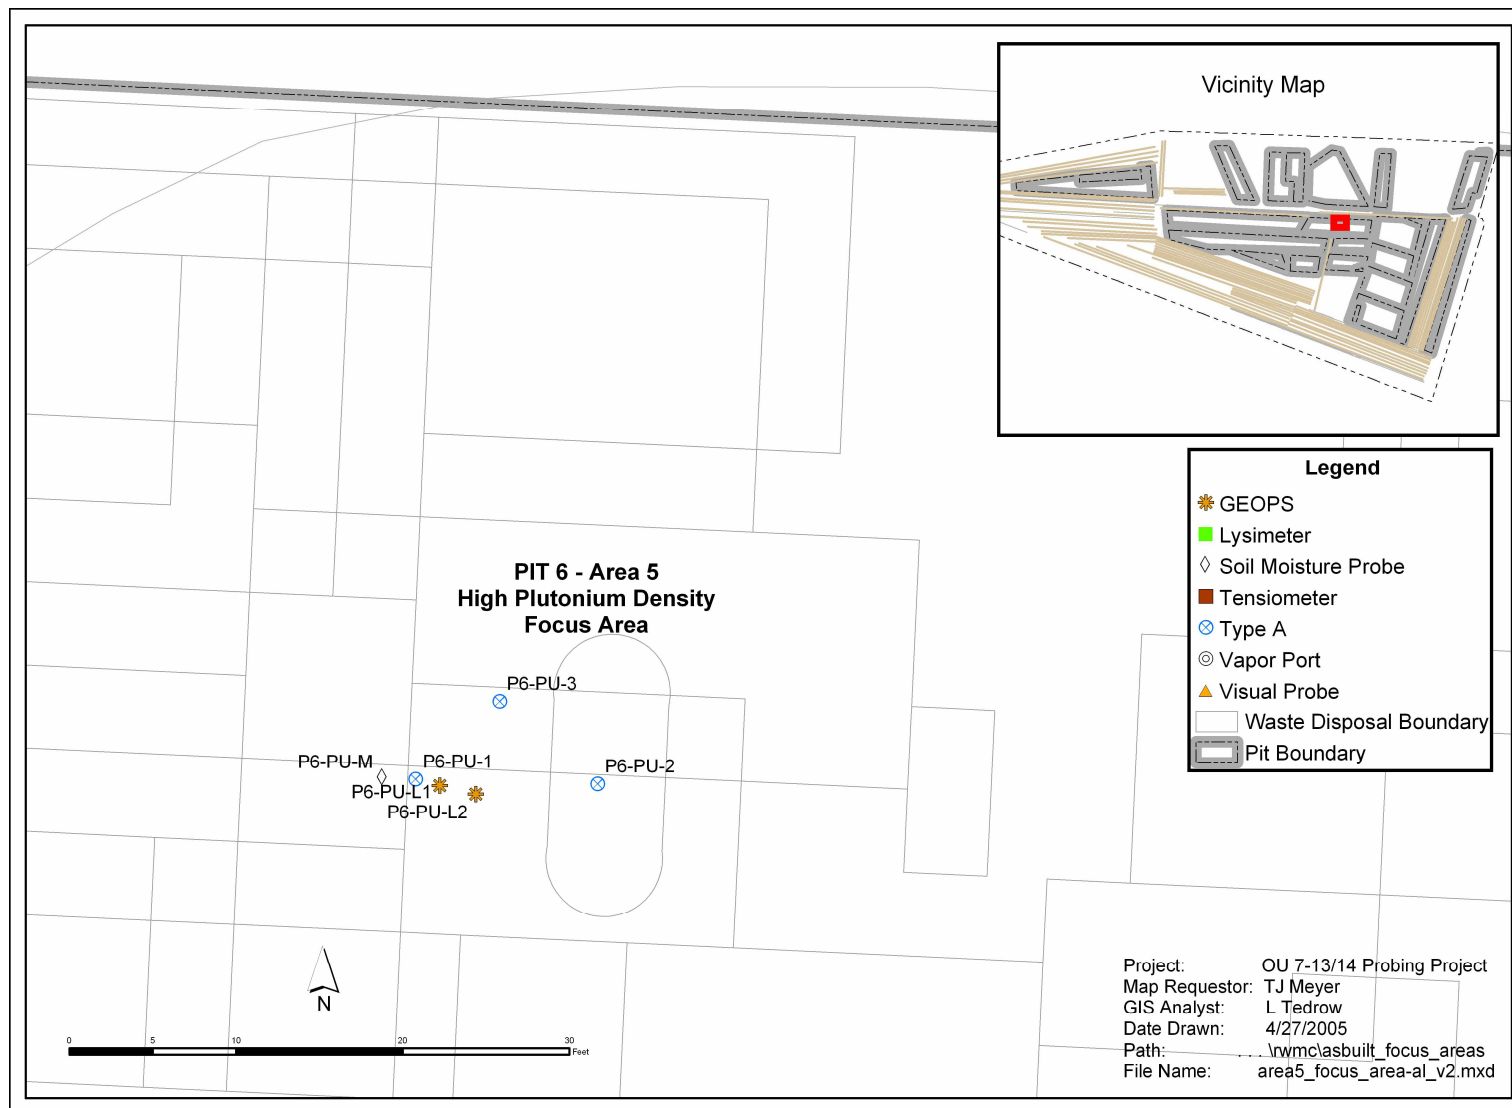 Vicinity Map
Legend
GEOPS
Lysimeter
Soil Moisture Probe
Tensiometer
Type A
Vapor Port
Visual Probe
Waste Disposal Boundary
Pit Boundary
PIT 6 - Area 5
High Plutonium Density
Focus Area
P6-PU-3
P6-PU-M
P6-PU-1
P6-PU-2
P6-PU-L1
P6-PU-L2
N
0 5 10 20 30
Feet
Project: OU 7-13/14 Probing Project
Map Requestor: TJ Meyer
GIS Analyst: L Tedrow
Date Drawn: 4/27/2005
Path: . . . \rwmc\asbuilt_focus_areas
File Name: area5_focus_area-al_v2.mxd